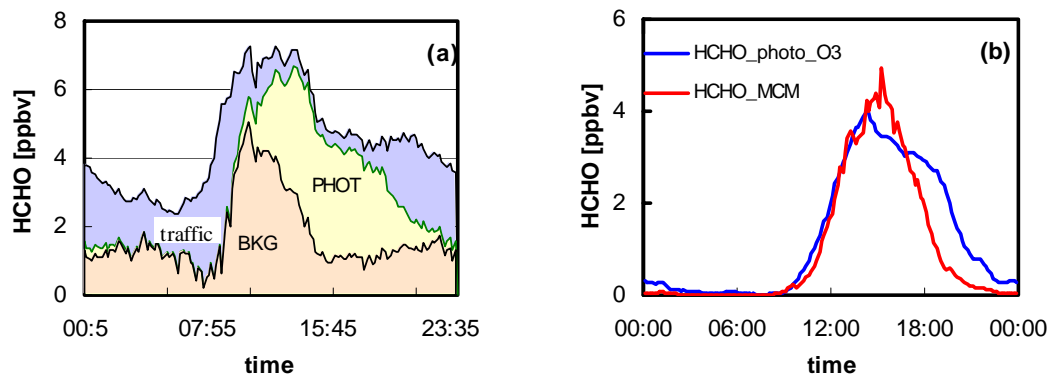 (a)
HCHO [ppbv]
8
6
4
2
0
traffic
BKG
PHOT
00:5 07:55 15:45 23:35
time
(b)
HCHO_photo_O3
HCHO_MCM
HCHO [ppbv]
6
4
2
0
00:00 06:00 12:00 18:00 00:00
time